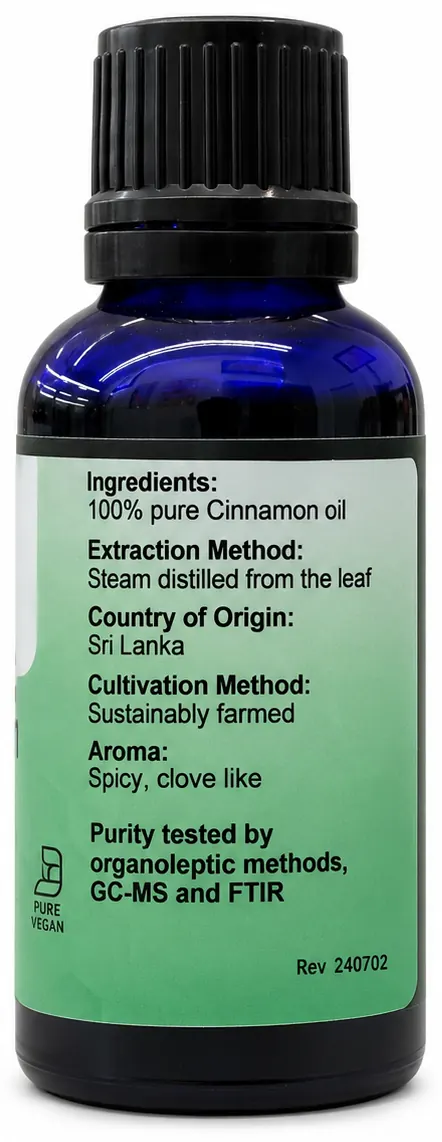 Ingredients:
100% pure Cinnamon oil
Extraction Method:
Steam distilled from the leaf
Country of Origin:
Sri Lanka
Cultivation Method:
Sustainably farmed
Aroma:
Spicy, clove like
Purity tested by
organoleptic methods,
GC-MS and FTIR
PURE
VEGAN
Rev 240702